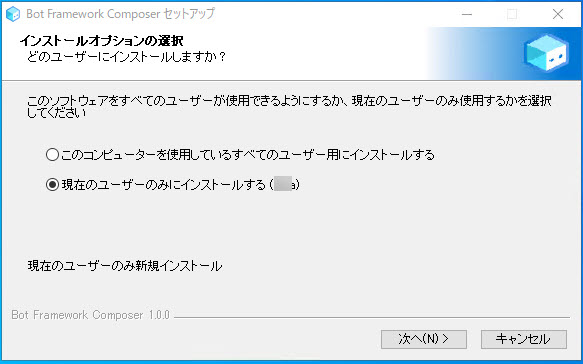 Bot Framework Composer セットアップ
インストールオプションの選択
どのユーザーにインストールしますか？
このソフトウェアをすべてのユーザーが使用できるようにするか、現在のユーザーのみ使用するかを選択
してください
このコンピューターを使用しているすべてのユーザー用にインストールする
現在のユーザーのみにインストールする (a)
現在のユーザーのみ新規インストール
Bot Framework Composer 1.0.0
次へ(N) >
キャンセル